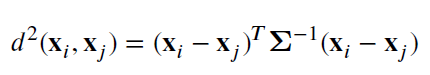 d²(𝐱ᵢ, 𝐱ⱼ) = (𝐱ᵢ − 𝐱ⱼ)ᵀ 𝚺⁻¹(𝐱ᵢ − 𝐱ⱼ)